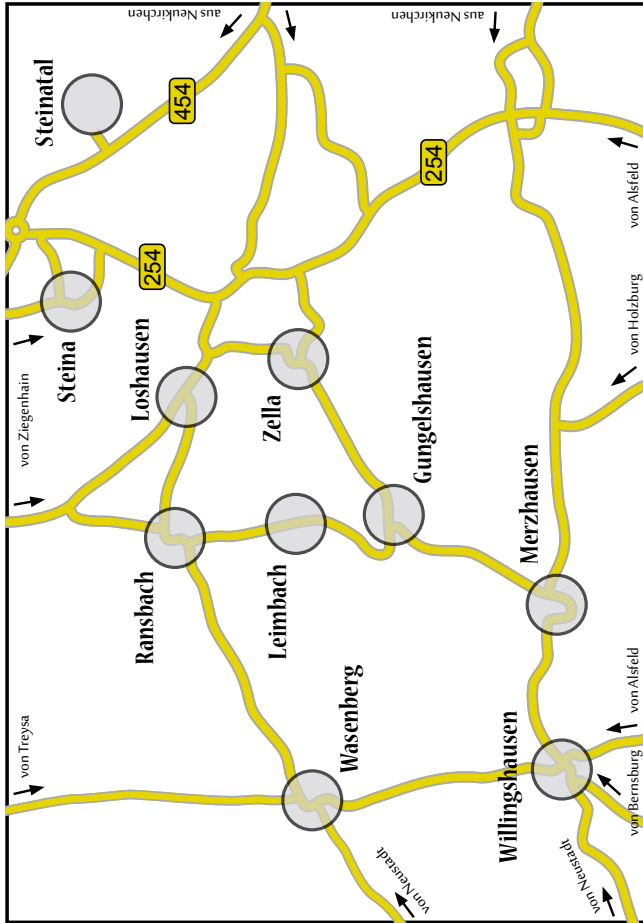 von Treysa
von Ziegenhain
aus Neukirchen
Steina
Steinatal
454
254
Ransbach
Loshausen
Leimbach
Zella
Wasenberg
Gungelshausen
254
aus Neukirchen
Willingshausen
Merzhausen
von Neustadt
von Neustadt
von Bernsburg
von Alsfeld
von Holzburg
von Alsfeld